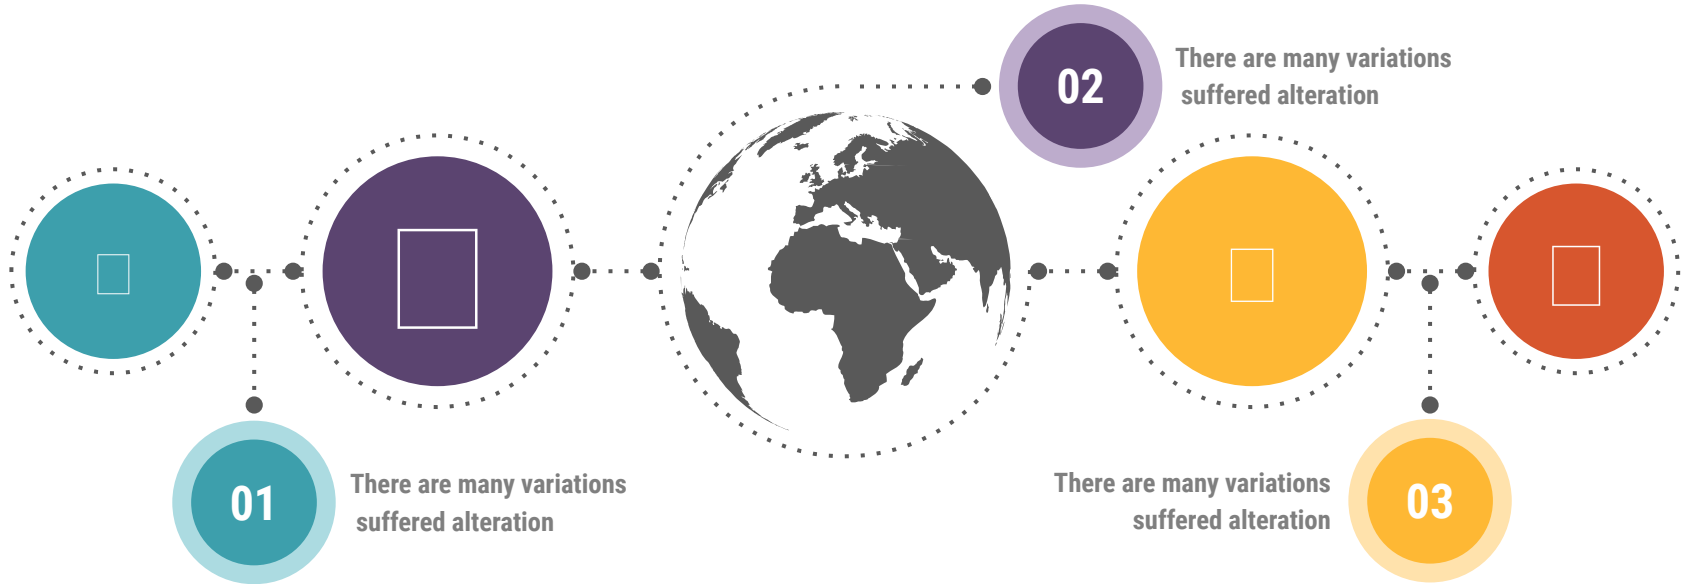 02
There are many variations
suffered alteration
01
There are many variations
suffered alteration
There are many variations
suffered alteration
03